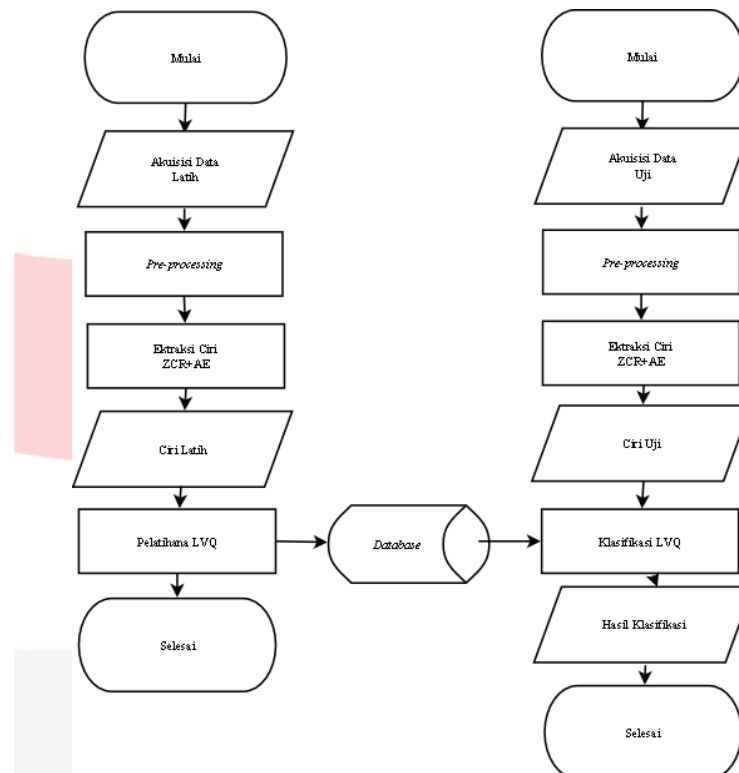 Mulai
Akuisisi Data
Latih
Pre-processing
Ektraksi Ciri
ZCR+AE
Ciri Latih
Pelatihana LVQ
Selesai
Database
Mulai
Akuisisi Data
Uji
Pre-processing
Ektraksi Ciri
ZCR+AE
Ciri Uji
Klasifikasi LVQ
Hasil Klasifikasi
Selesai